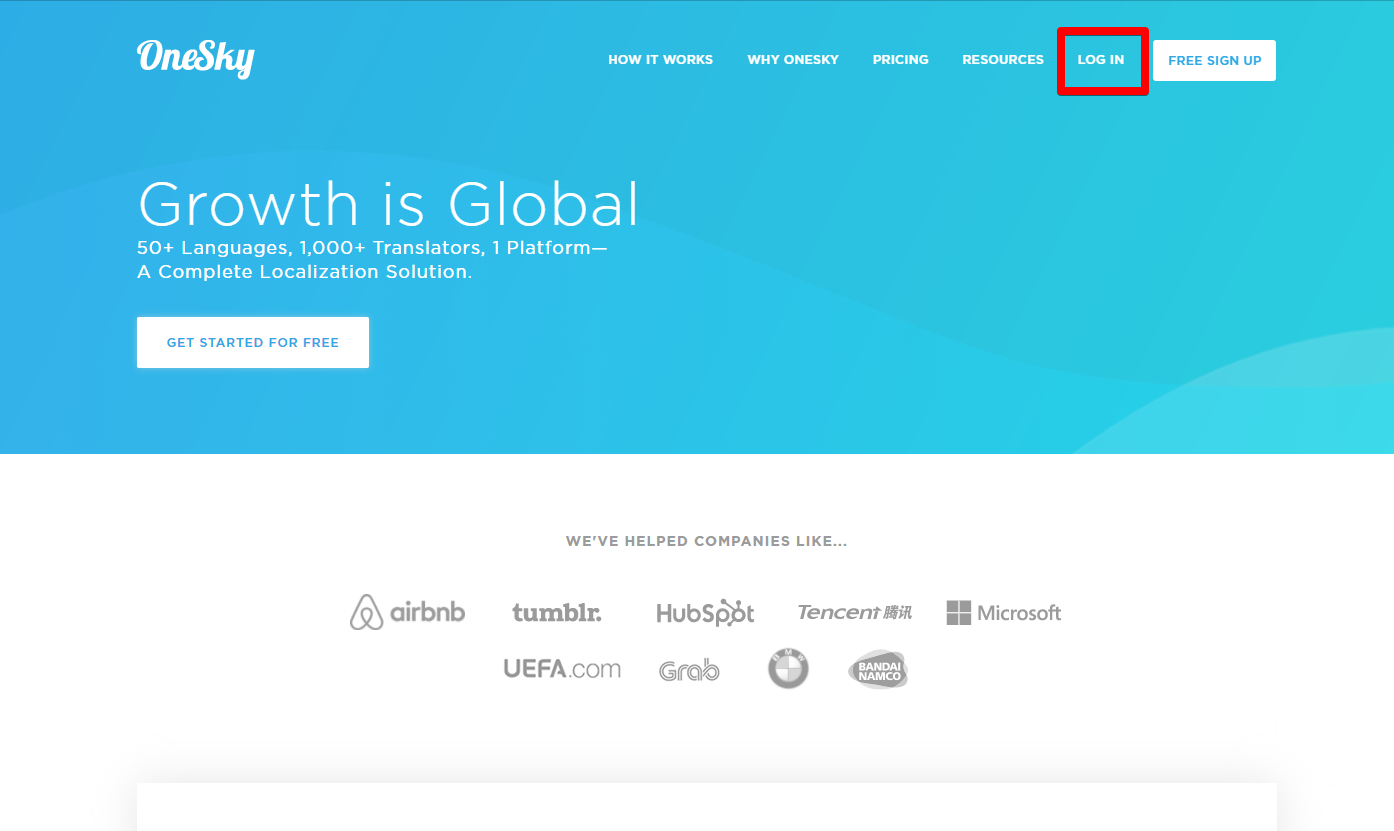 OneSky
HOW IT WORKS WHY ONESKY PRICING RESOURCES LOG IN FREE SIGN UP
Growth is Global
50+ Languages, 1,000+ Translators, 1 Platform—
A Complete Localization Solution.
GET STARTED FOR FREE
WE'VE HELPED COMPANIES LIKE...
airbnb tumblr. HubSpot Tencent 腾讯 Microsoft
UEFA.com Grab BMW BANDAI
NAMCO